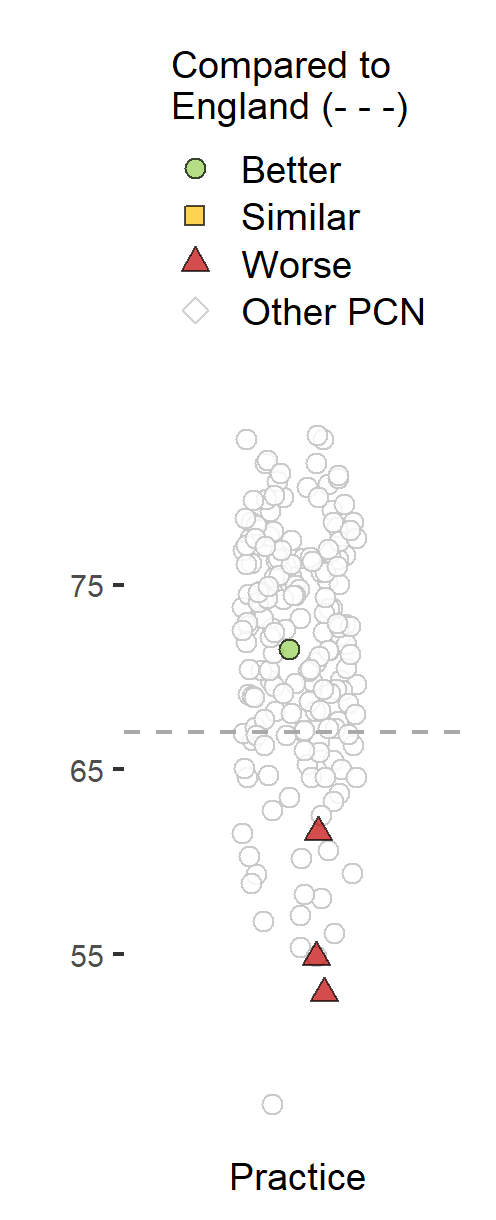 Compared to
England (- - -)
Better
Similar
Worse
Other PCN
75
65
55
Practice